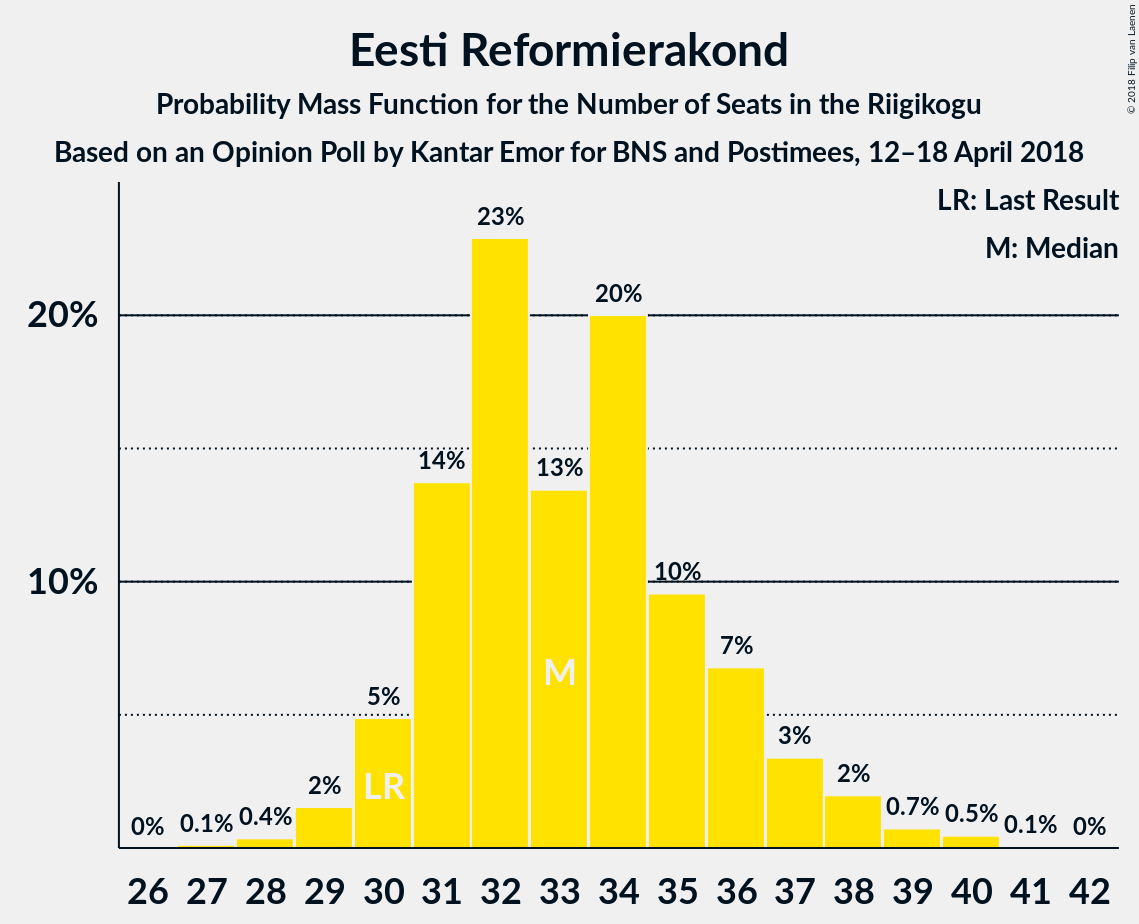 Eesti Reformierakond
Probability Mass Function for the Number of Seats in the Riigikogu
Based on an Opinion Poll by Kantar Emor for BNS and Postimees, 12–18 April 2018
© 2018 Filip van Laenen
LR: Last Result
M: Median
20%
10%
0% 0.1% 0.4% 2% 5% 14% 23% 13% 20% 10% 7% 3% 2% 0.7% 0.5% 0.1% 0%
LR
M
26 27 28 29 30 31 32 33 34 35 36 37 38 39 40 41 42